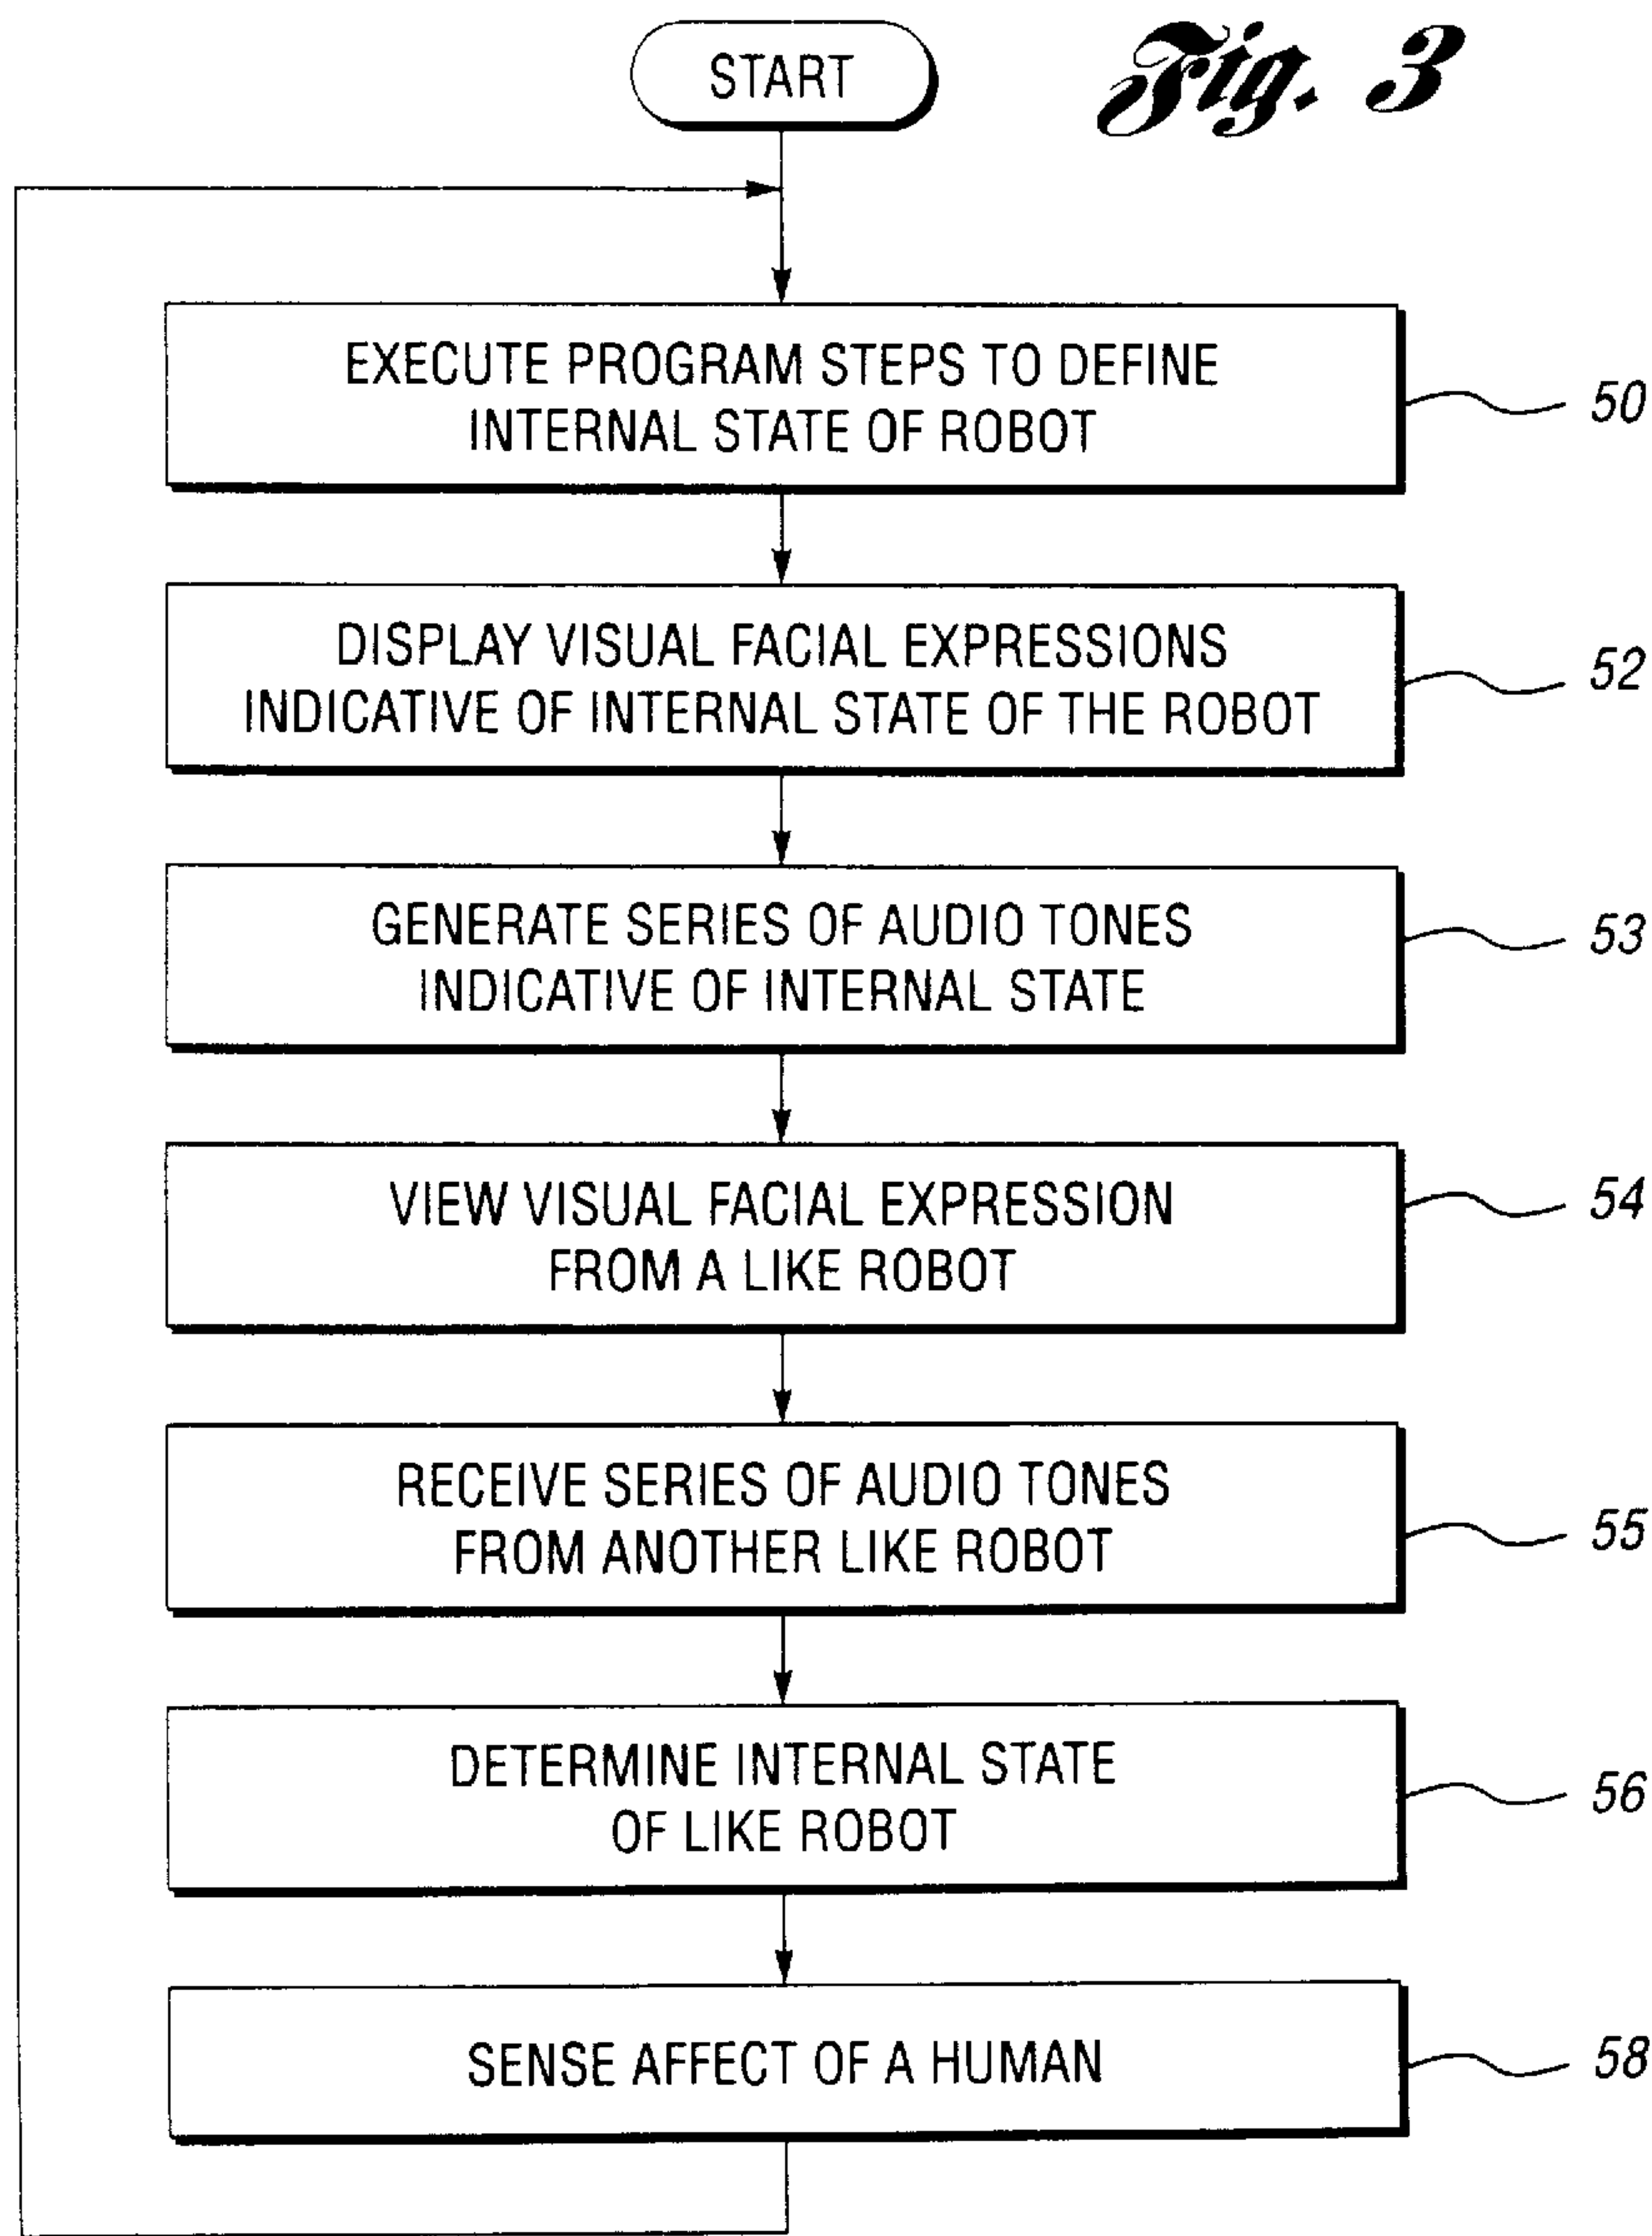 START
Fig. 3
EXECUTE PROGRAM STEPS TO DEFINE
INTERNAL STATE OF ROBOT
50
DISPLAY VISUAL FACIAL EXPRESSIONS
INDICATIVE OF INTERNAL STATE OF THE ROBOT
52
GENERATE SERIES OF AUDIO TONES
INDICATIVE OF INTERNAL STATE
53
VIEW VISUAL FACIAL EXPRESSION
FROM A LIKE ROBOT
54
RECEIVE SERIES OF AUDIO TONES
FROM ANOTHER LIKE ROBOT
55
DETERMINE INTERNAL STATE
OF LIKE ROBOT
56
SENSE AFFECT OF A HUMAN
58